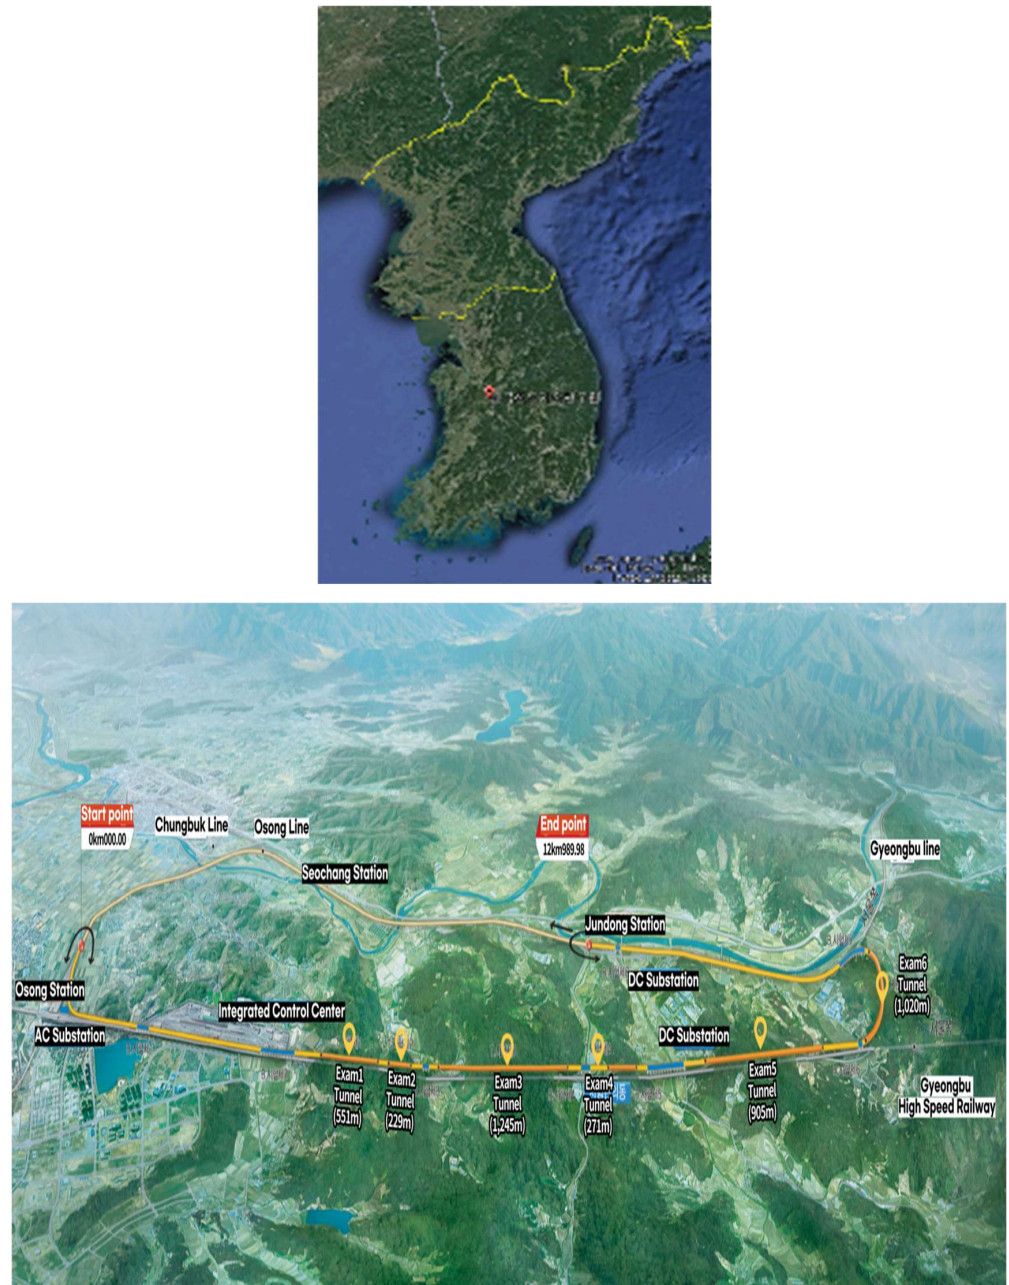 Start point
0km000.00
Chungbuk Line
Osong Line
End point
12km989.98
Seochang Station
Gyeongbu line
Jundong Station
Osong Station
DC Substation
Exam6
Tunnel
(1,020m)
Integrated Control Center
AC Substation
DC Substation
Exam1
Tunnel
(551m)
Exam2
Tunnel
(229m)
Exam3
Tunnel
(1,245m)
Exam4
Tunnel
(271m)
Exam5
Tunnel
(905m)
Gyeongbu
High Speed Railway